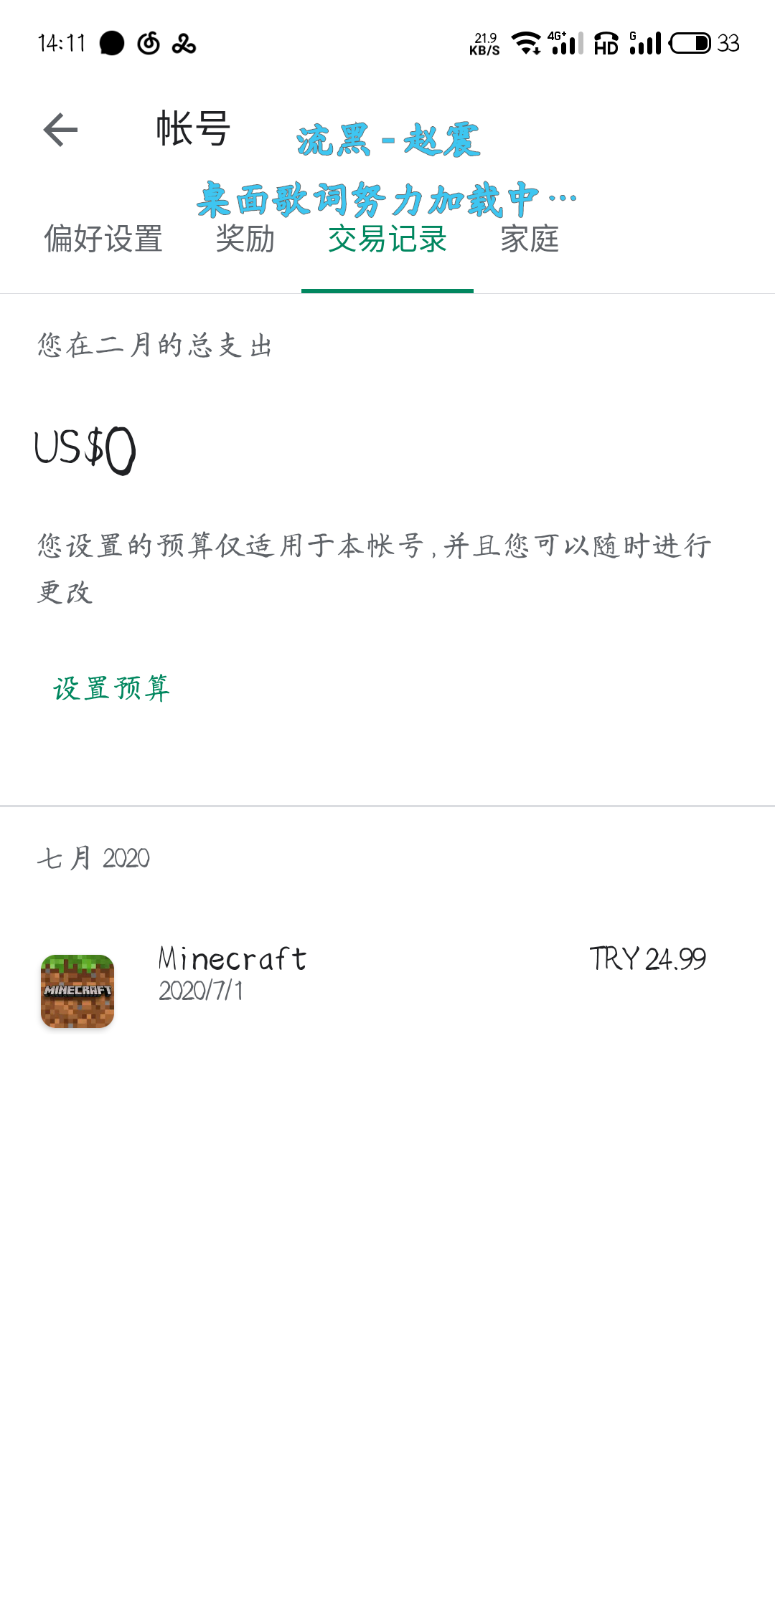 14:11 21.9 KB/S 4G+ HD G 33
帐号
流黑 - 赵震
桌面歌词努力加载中…
偏好设置 奖励 交易记录 家庭
您在二月的总支出
US$0
您设置的预算仅适用于本帐号,并且您可以随时进行
更改
设置预算
七月 2020
Minecraft TRY 24.99
MINECRAFT
2020/7/1